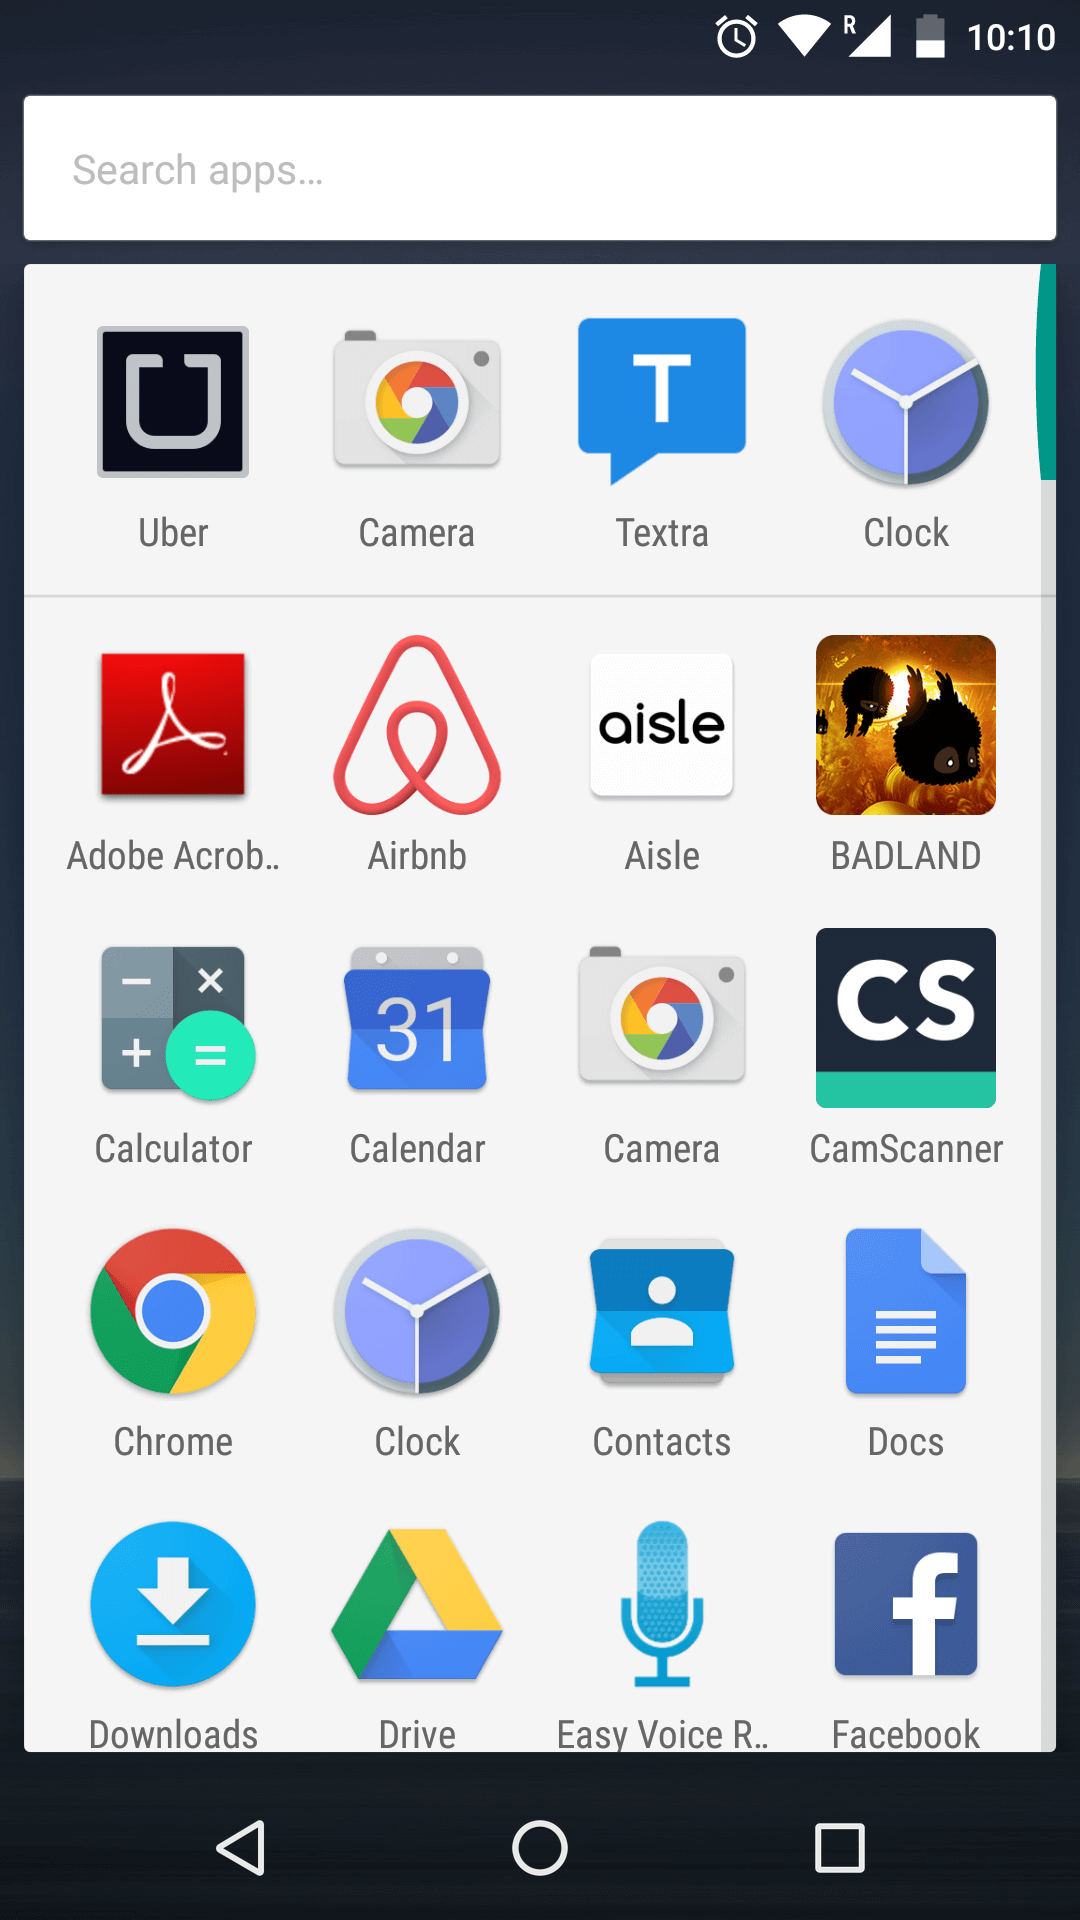 R 10:10
Search apps...
T
Uber Camera Textra Clock
aisle
Adobe Acrob.. Airbnb Aisle BADLAND
31 CS
Calculator Calendar Camera CamScanner
Chrome Clock Contacts Docs
f
Downloads Drive Easy Voice R.. Facebook